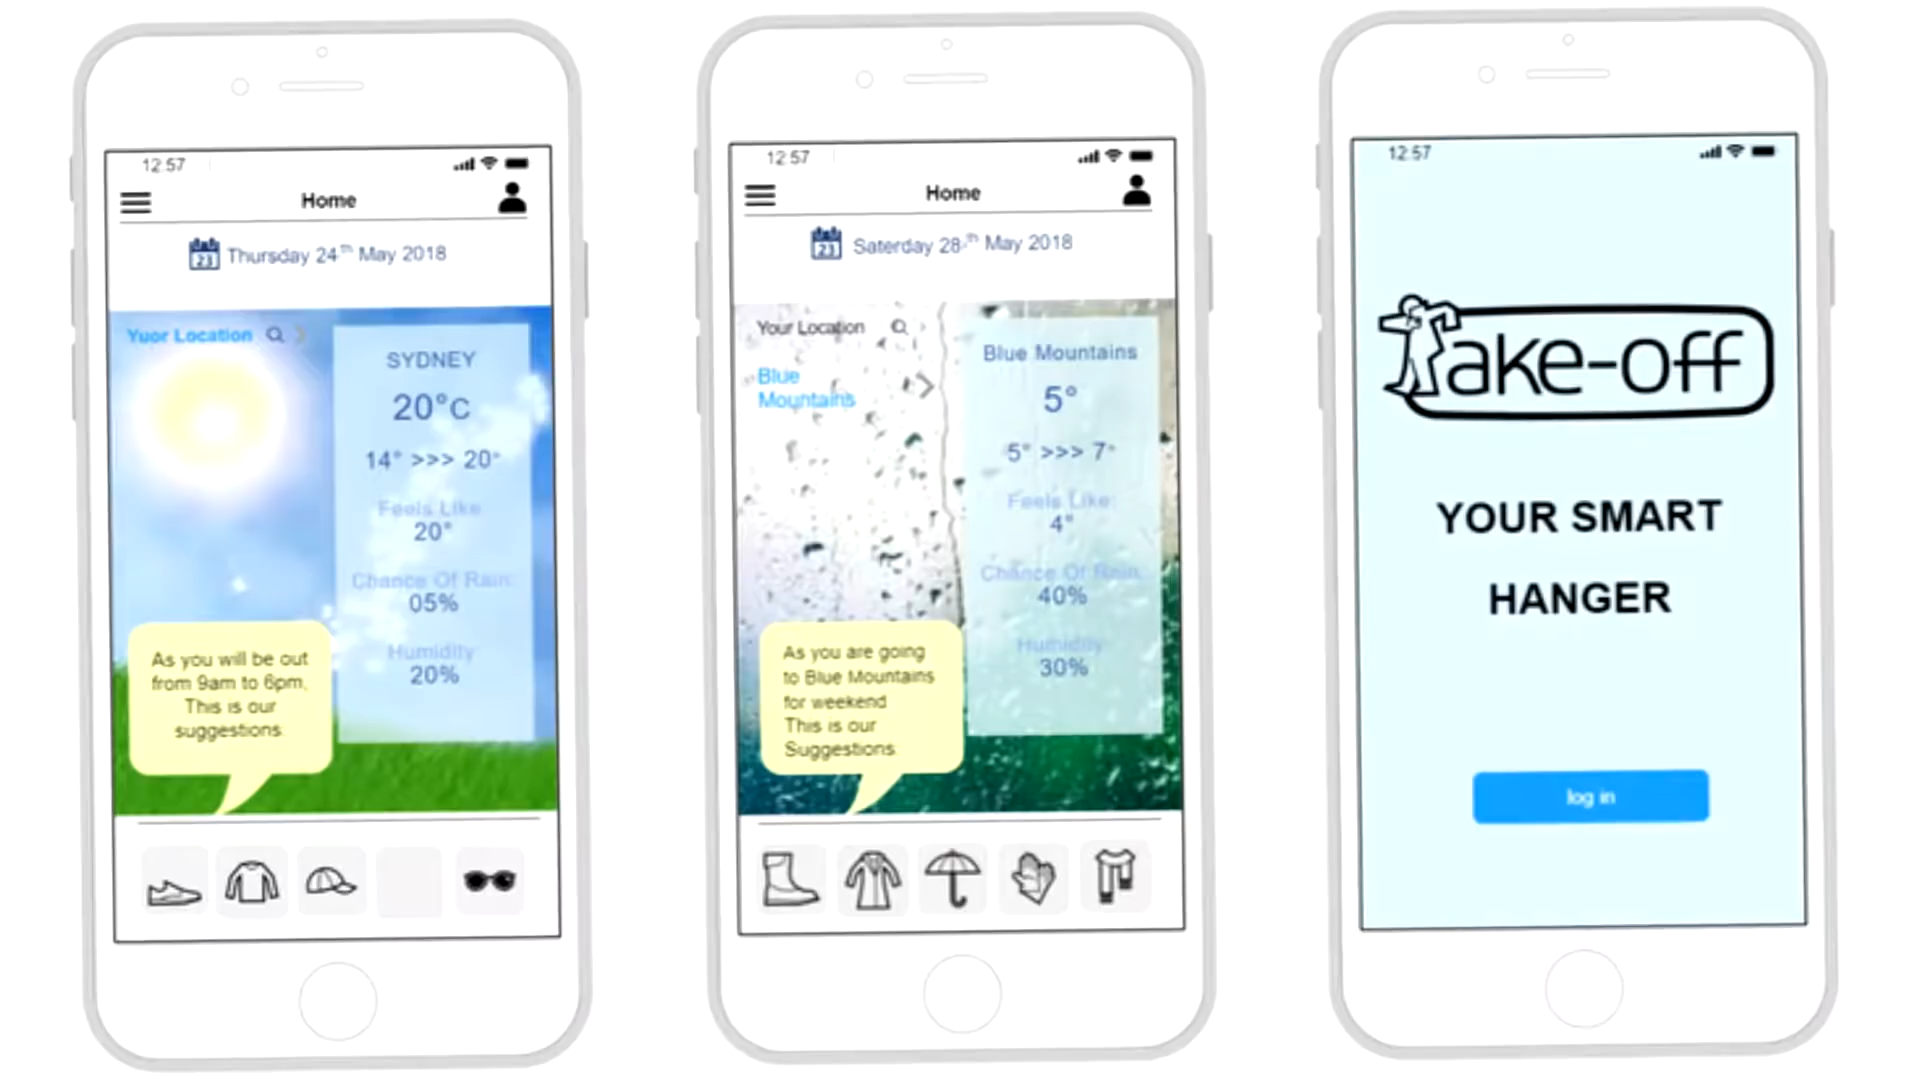 12:57
Home
23
Thursday 24th May 2018
Yuor Location
SYDNEY
20°C
14° >>> 20°
Feels Like
20°
Chance Of Rain:
05%
Humidity
20%
As you will be out
from 9am to 6pm,
This is our
suggestions
12:57
Home
23
Saterday 28th May 2018
Your Location
Blue
Mountains
Blue Mountains
5°
5° >>> 7°
Feels Like:
4°
Chance Of Rain:
40%
Humidity
30%
As you are going
to Blue Mountains
for weekend
This is our
Suggestions
12:57
Take-off
YOUR SMART
HANGER
log in